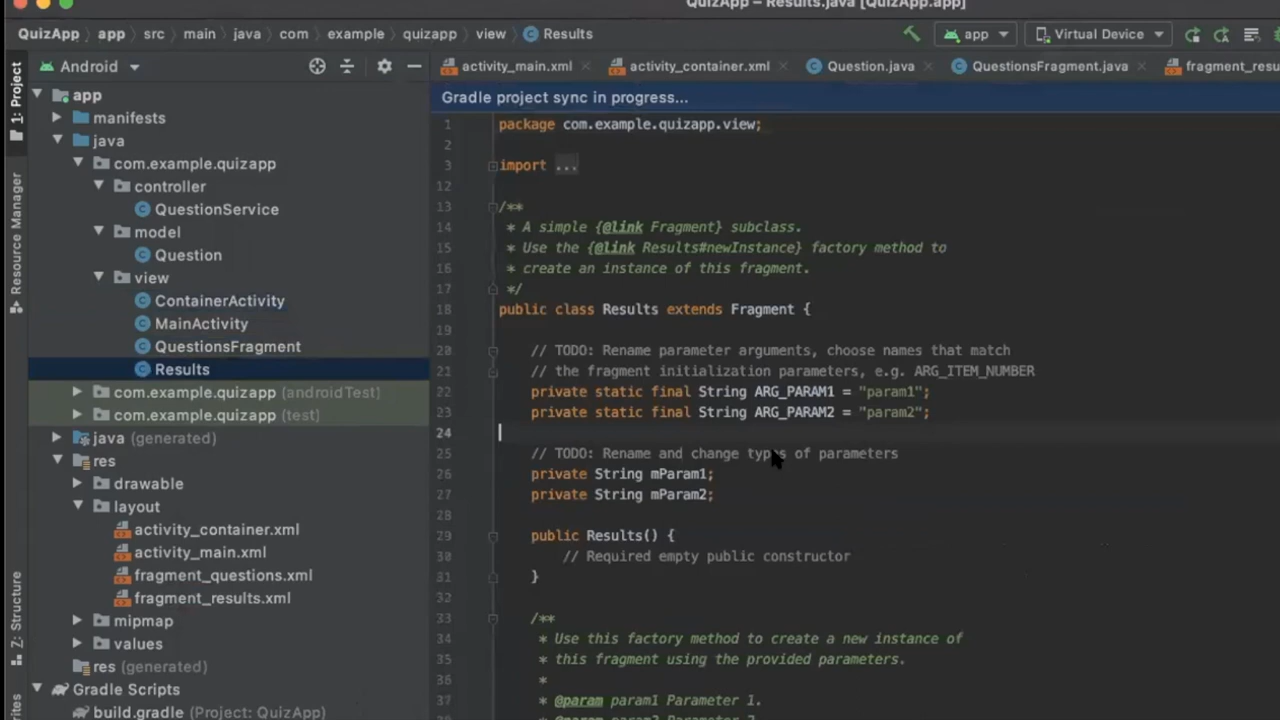 QuizApp – Results.java [QuizApp.app]
QuizApp app src main java com example quizapp view Results
app Virtual Device
1: Project
Resource Manager
Z: Structure
Android
activity_main.xml activity_container.xml Question.java QuestionsFragment.java fragment_resu
Gradle project sync in progress...
app
manifests
java
com.example.quizapp
controller
QuestionService
model
Question
view
ContainerActivity
MainActivity
QuestionsFragment
Results
com.example.quizapp (androidTest)
com.example.quizapp (test)
java (generated)
res
drawable
layout
activity_container.xml
activity_main.xml
fragment_questions.xml
fragment_results.xml
mipmap
values
res (generated)
Gradle Scripts
build.gradle (Project: QuizApp)
1 package com.example.quizapp.view;
2
3 import ...
12
13 /**
14 * A simple {@link Fragment} subclass.
15 * Use the {@link Results#newInstance} factory method to
16 * create an instance of this fragment.
17 */
18 public class Results extends Fragment {
19
20 // TODO: Rename parameter arguments, choose names that match
21 // the fragment initialization parameters, e.g. ARG_ITEM_NUMBER
22 private static final String ARG_PARAM1 = "param1";
23 private static final String ARG_PARAM2 = "param2";
24
25 // TODO: Rename and change types of parameters
26 private String mParam1;
27 private String mParam2;
28
29 public Results() {
30 // Required empty public constructor
31 }
32
33 /**
34 * Use this factory method to create a new instance of
35 * this fragment using the provided parameters.
36 *
37 * @param param1 Parameter 1.
* @param param2 Parameter 2.